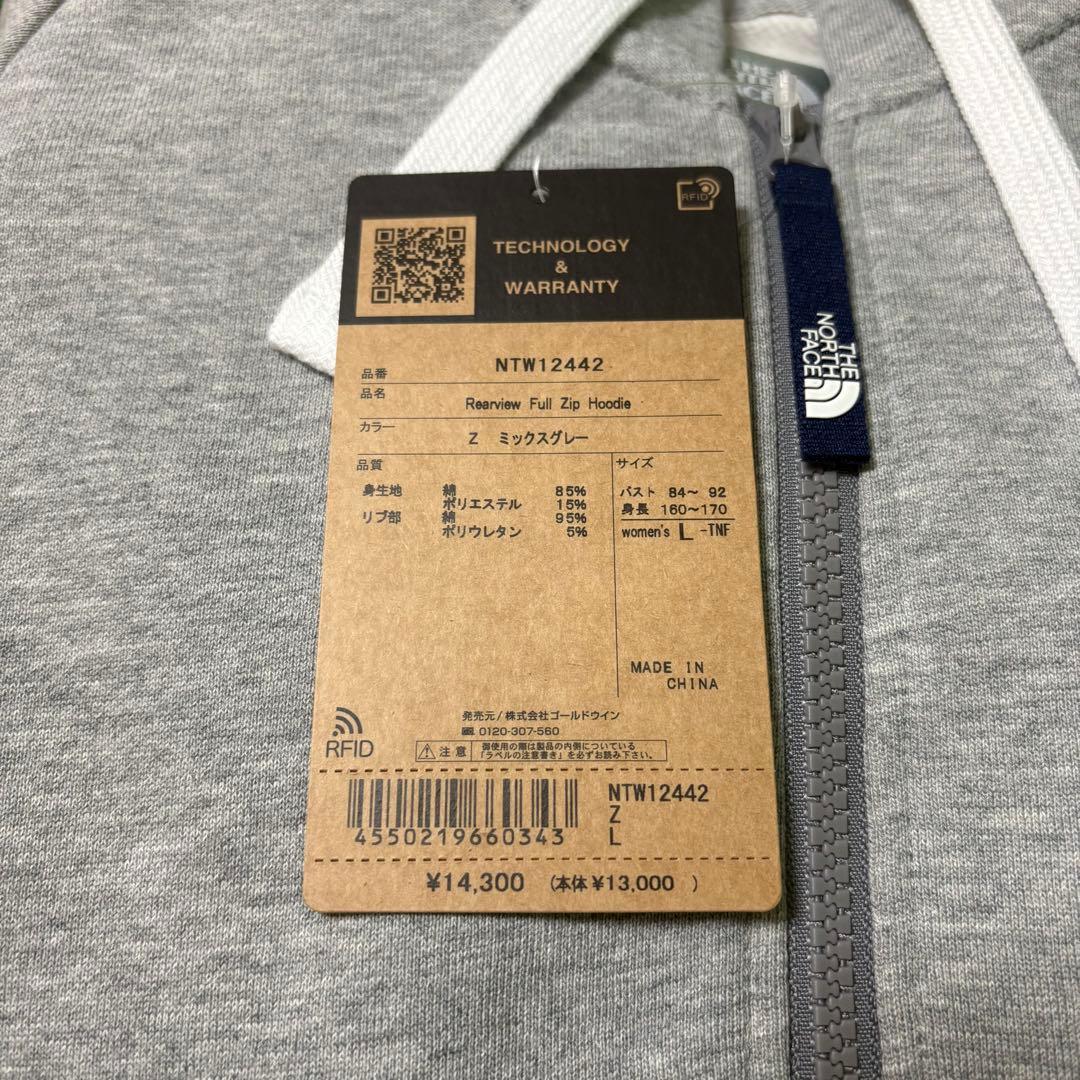 RFID
TECHNOLOGY
&
WARRANTY
THE
NORTH
FACE
品番 NTW12442
品名 Rearview Full Zip Hoodie
カラー Z ミックスグレー
品質
身生地 綿 85%
ポリエステル 15%
リブ部 綿 95%
ポリウレタン 5%
サイズ
バスト 84～ 92
身長 160～170
women's L -TNF
MADE IN
CHINA
RFID
発売元/株式会社ゴールドウイン
0120-307-560
注意 御使用の際は製品の内側についている
「ラベルの注意書き」を必ずお読み下さい。
4550219660343
NTW12442
Z
L
¥14,300 (本体¥13,000 )